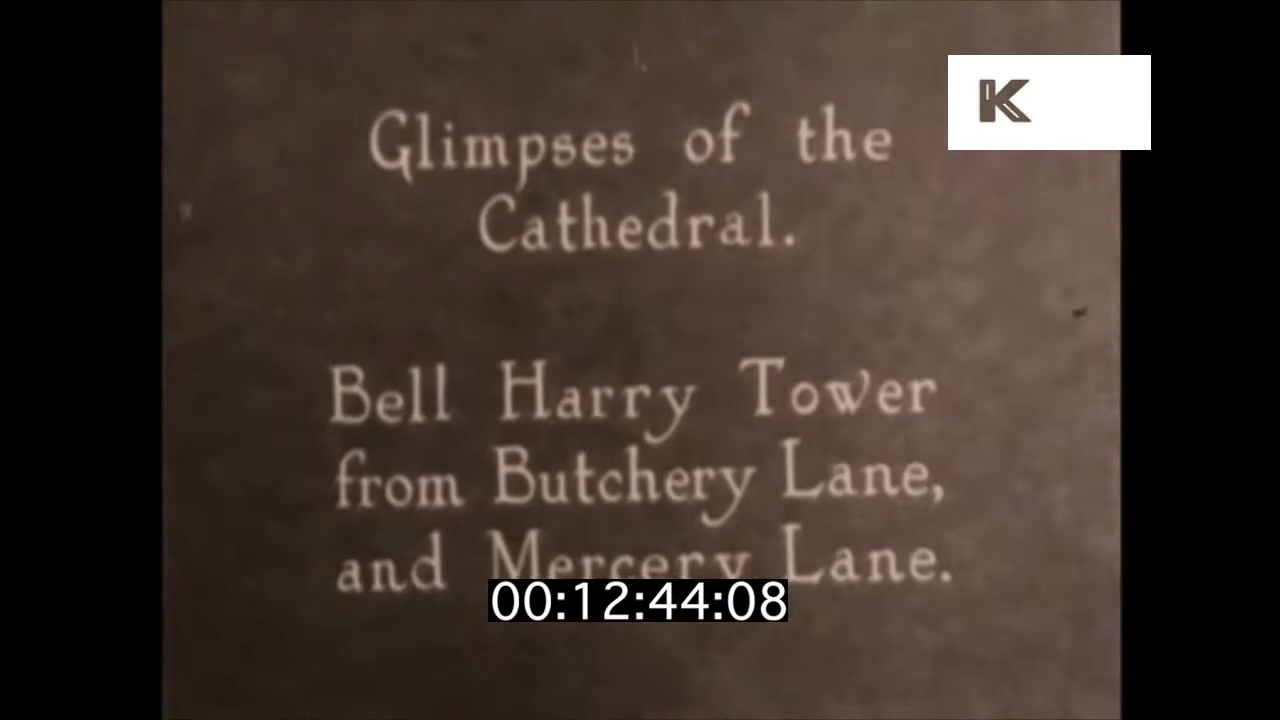 K
Glimpses of the
Cathedral.
Bell Harry Tower
from Butchery Lane,
and Mercery Lane.
00:12:44:08